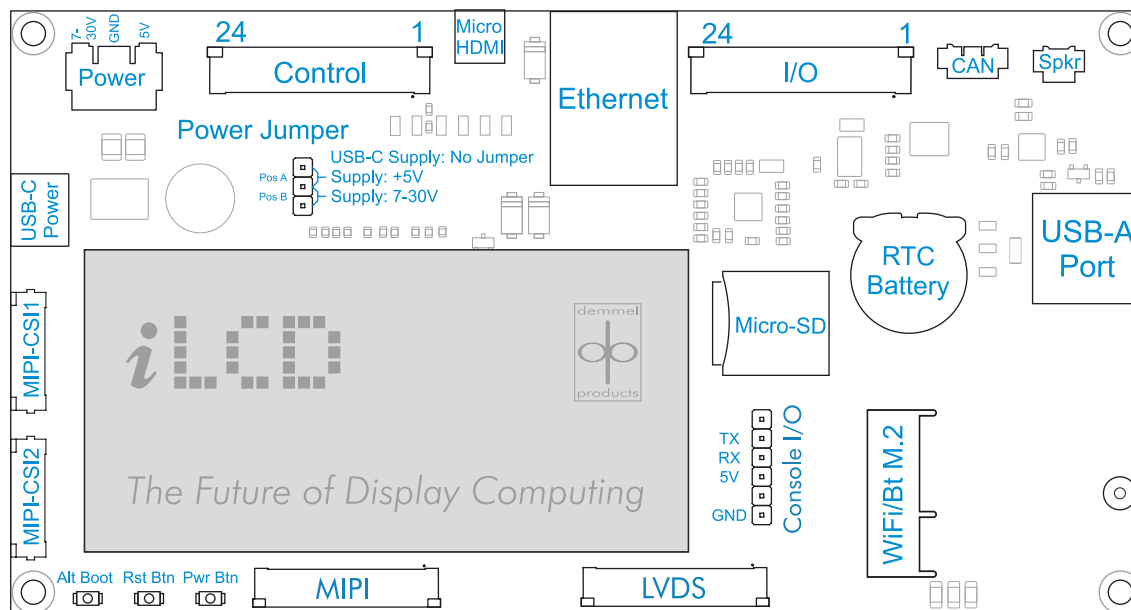 7-
30V
GND
5V
Power
24
1
Control
Micro
HDMI
Ethernet
24
1
I/O
CAN
Spkr
Power Jumper
USB-C Supply: No Jumper
Pos A
Supply: +5V
Pos B
Supply: 7-30V
USB-C
Power
USB-A
Port
RTC
Battery
Micro-SD
MIPI-CSI1
iLCD
demmel
dp
products
MIPI-CSI2
The Future of Display Computing
TX
RX
5V
GND
Console I/O
WiFi/Bt M.2
Alt Boot
Rst Btn
Pwr Btn
MIPI
LVDS